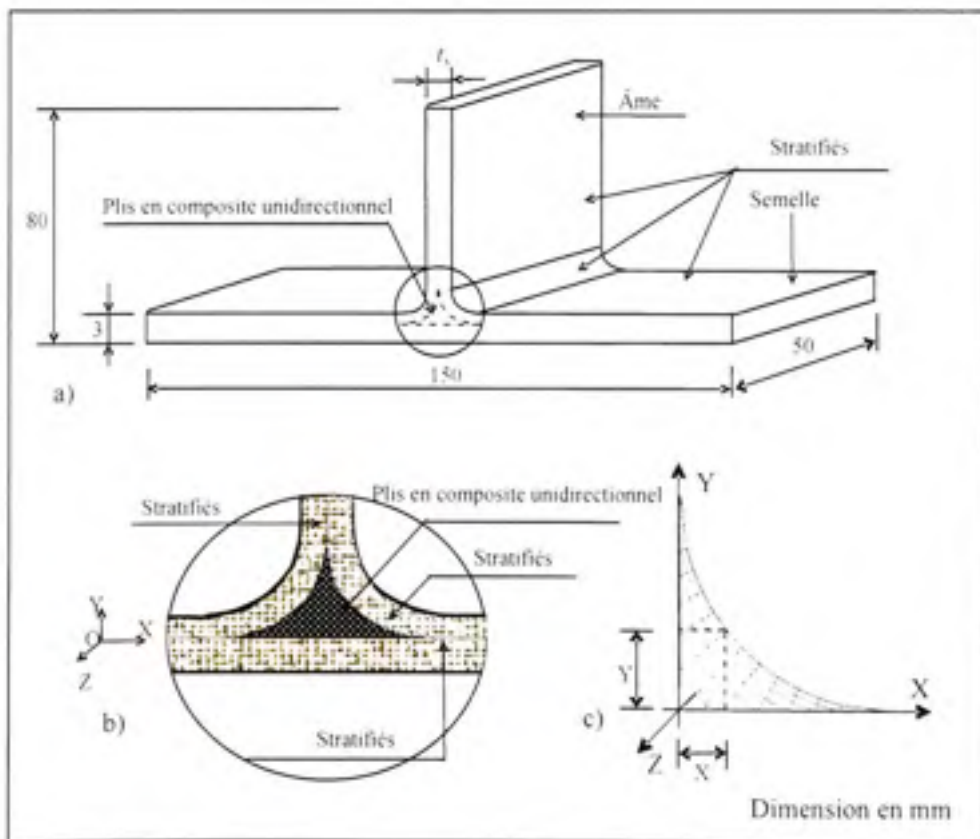 tₛ
Âme
Stratifiés
Plis en composite unidirectionnel
Semelle
80
3
50
150
a)
Plis en composite unidirectionnel
Stratifiés
Stratifiés
Y
O
X
Z
b)
Stratifiés
Y
X
Y
Z
X
c)
Dimension en mm